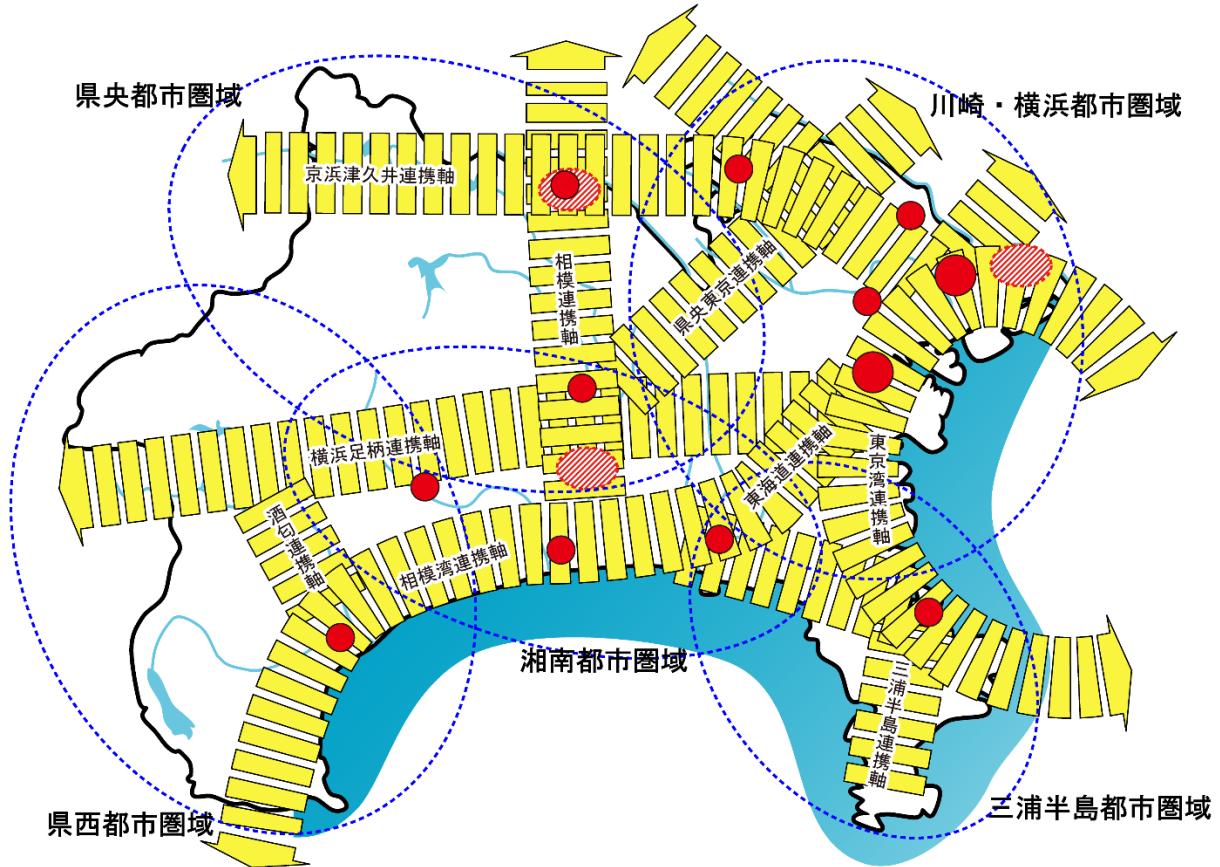 県央都市圏域
川崎・横浜都市圏域
京浜津久井連携軸
相模連携軸
県央東京連携軸
横浜足柄連携軸
東海道連携軸
東京湾連携軸
酒匂連携軸
相模湾連携軸
湘南都市圏域
三浦半島連携軸
県西都市圏域
三浦半島都市圏域